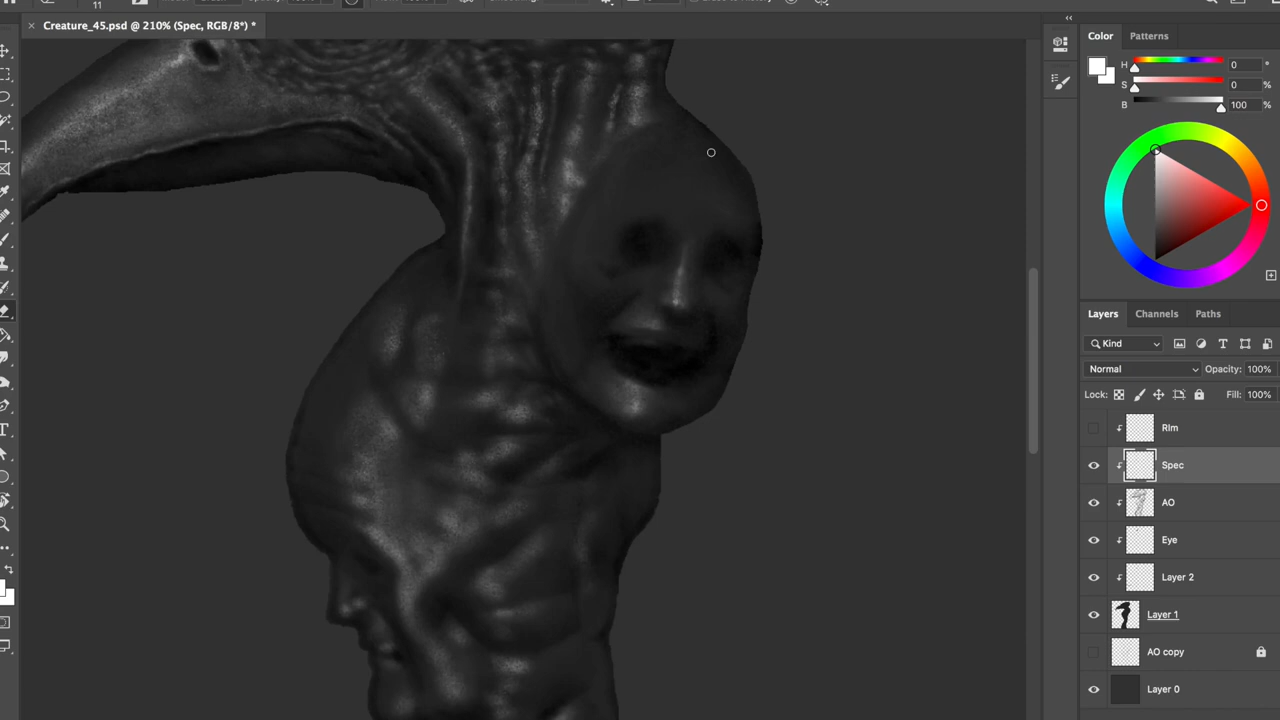 Creature_45.psd @ 210% (Spec, RGB/8*) *
11
Color
Patterns
H
0
°
S
0
%
B
100
%
Layers
Channels
Paths
Kind
Normal
Opacity: 100%
Lock:
Fill: 100%
RIm
Spec
AO
Eye
Layer 2
Layer 1
AO copy
Layer 0